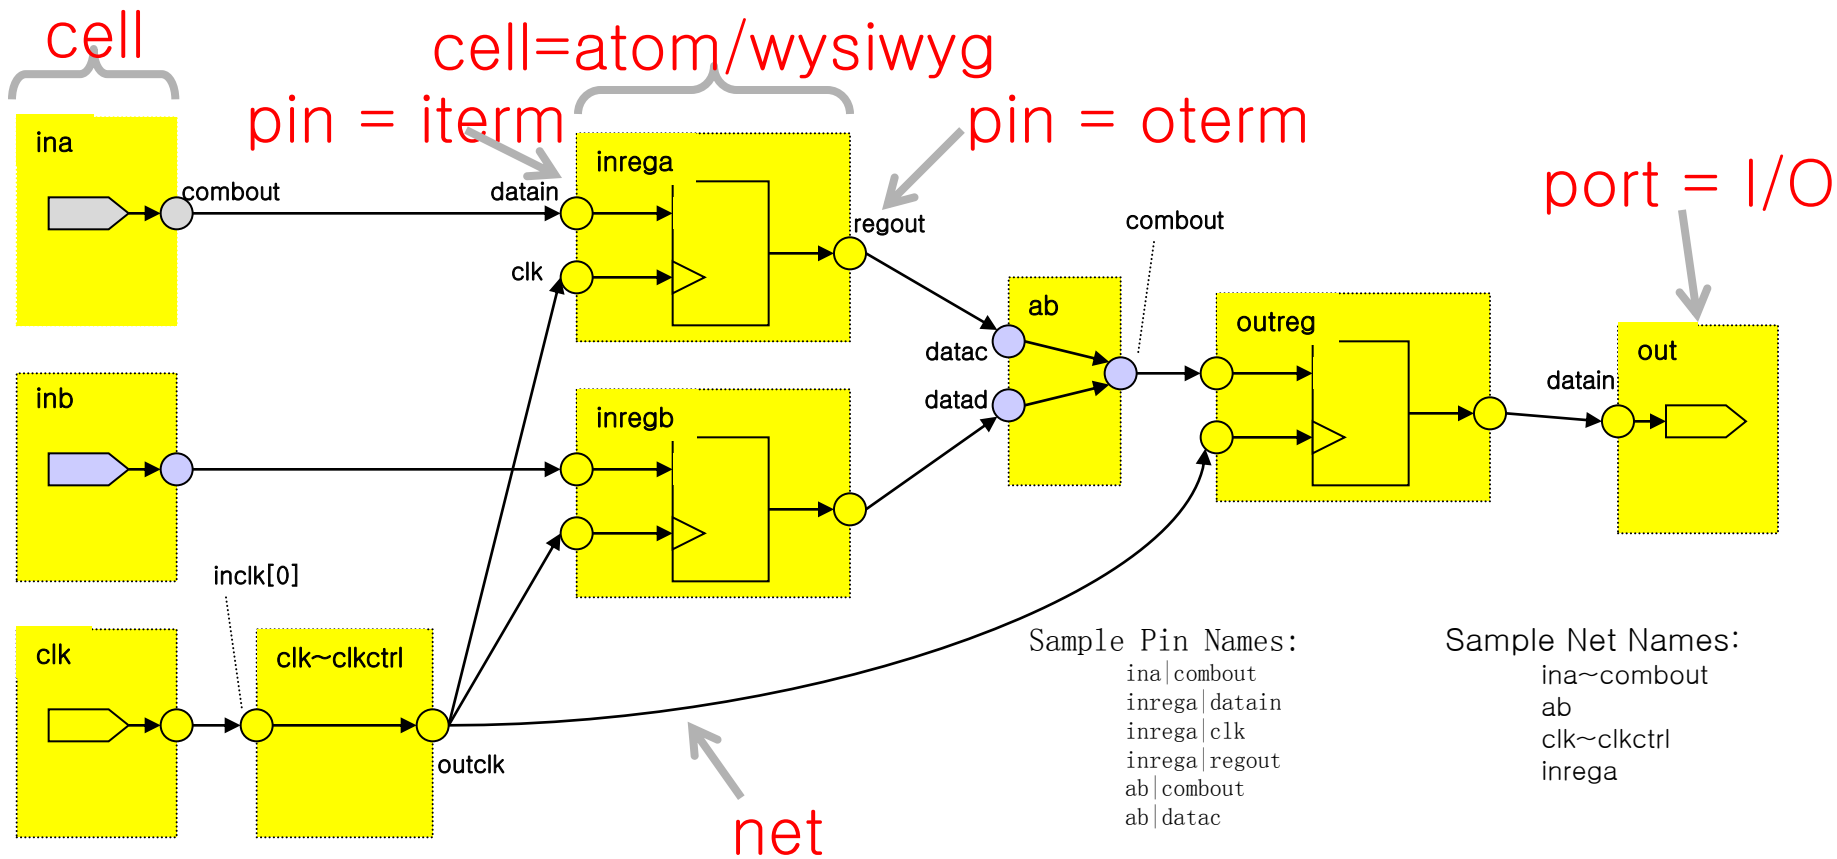 cell
cell=atom/wysiwyg
pin = iterm
pin = oterm
port = I/O
ina
combout
datain
inrega
clk
regout
combout
ab
datac
datad
outreg
out
datain
inb
inregb
inclk[0]
clk
clk~clkctrl
outclk
net
Sample Pin Names:
ina|combout
inrega|datain
inrega|clk
inrega|regout
ab|combout
ab|datac
Sample Net Names:
ina~combout
ab
clk~clkctrl
inrega